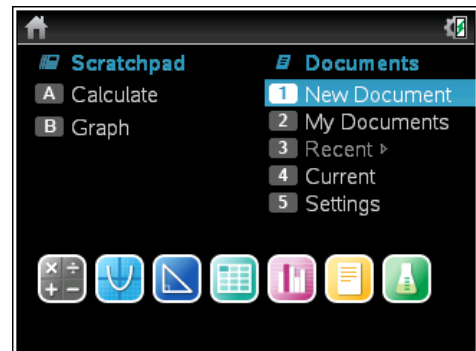 Scratchpad
A Calculate
B Graph
Documents
1 New Document
2 My Documents
3 Recent ▹
4 Current
5 Settings